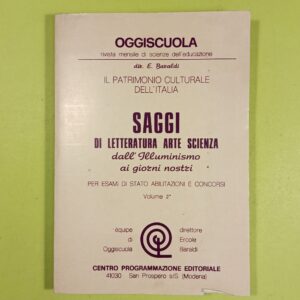 OGGISCUOLA
rivista mensile di scienze dell'educazione
dir. E. Baraldi
IL PATRIMONIO CULTURALE
DELL'ITALIA
SAGGI
DI LETTERATURA ARTE SCIENZA
dall'Illuminismo
ai giorni nostri
PER ESAMI DI STATO ABILITAZIONI E CONCORSI
Volume 2°
équipe di Oggiscuola
direttore Ercole Baraldi
CENTRO PROGRAMMAZIONE EDITORIALE
41030 San Prospero s/S (Modena)